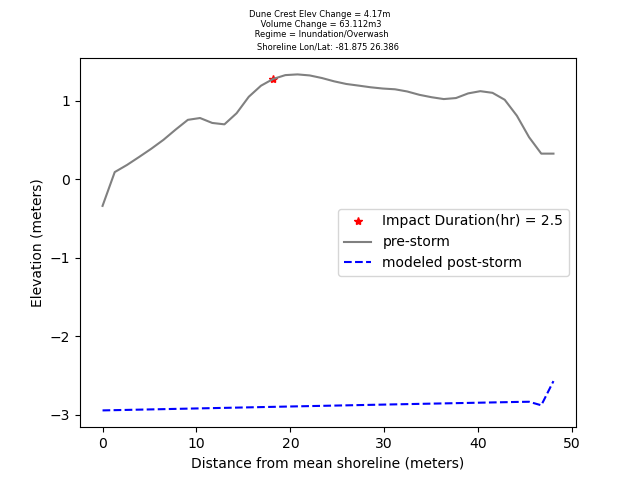 Dune Crest Elev Change = 4.17m
Volume Change = 63.112m3
Regime = Inundation/Overwash
Shoreline Lon/Lat: -81.875 26.386
1
0
−1
−2
−3
Elevation (meters)
Impact Duration(hr) = 2.5
pre-storm
modeled post-storm
0 10 20 30 40 50
Distance from mean shoreline (meters)